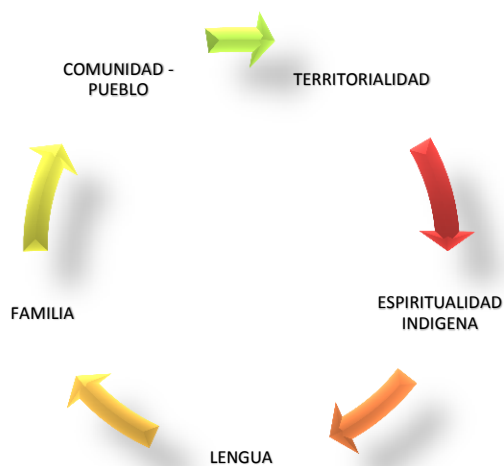 COMUNIDAD -
PUEBLO
TERRITORIALIDAD
ESPIRITUALIDAD
INDIGENA
LENGUA
FAMILIA